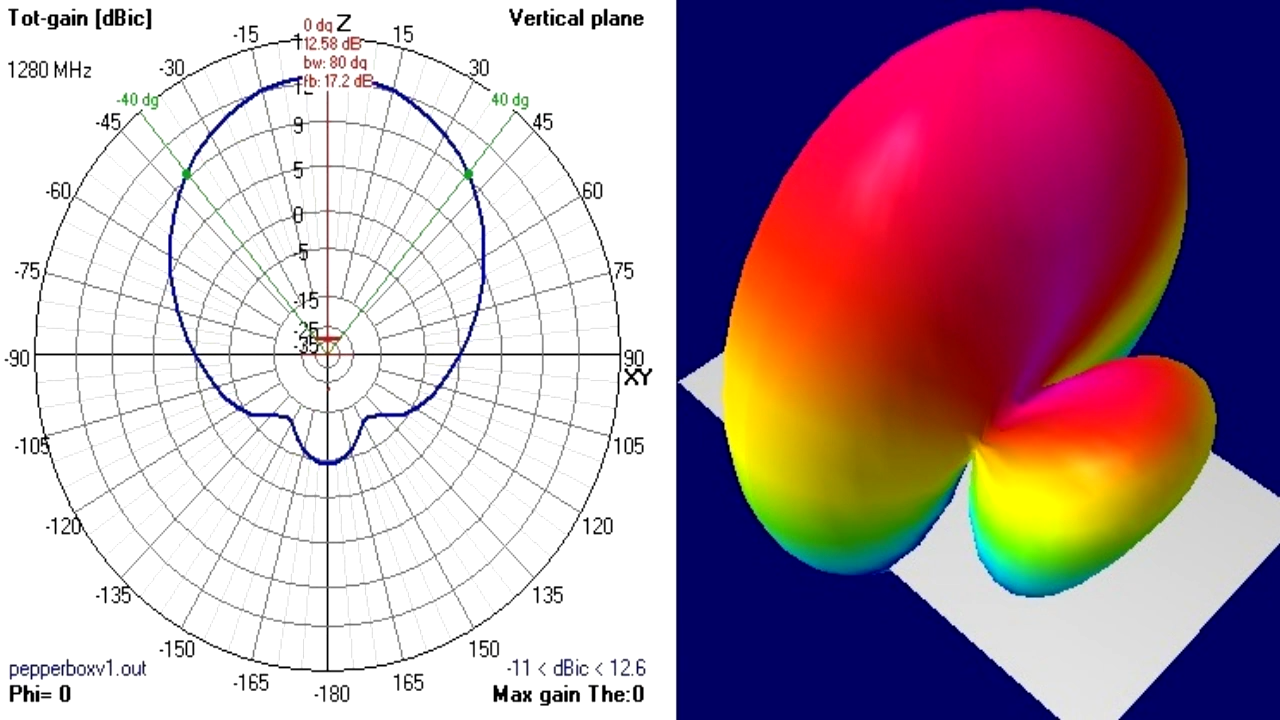 Tot-gain [dBic]
Vertical plane
0 dq Z
-15
15
12.58 dB
1280 MHz
-30
bw: 80 dq
30
fb: 17.2 dB
-40 dg
40 dg
-45
9
45
5
-60
60
0
-5
-75
75
-15
-25
-35
-90
90
XY
-105
105
-120
120
-135
135
-150
150
pepperboxv1.out
-11 < dBic < 12.6
-165
165
Phi= 0
-180
Max gain The:0